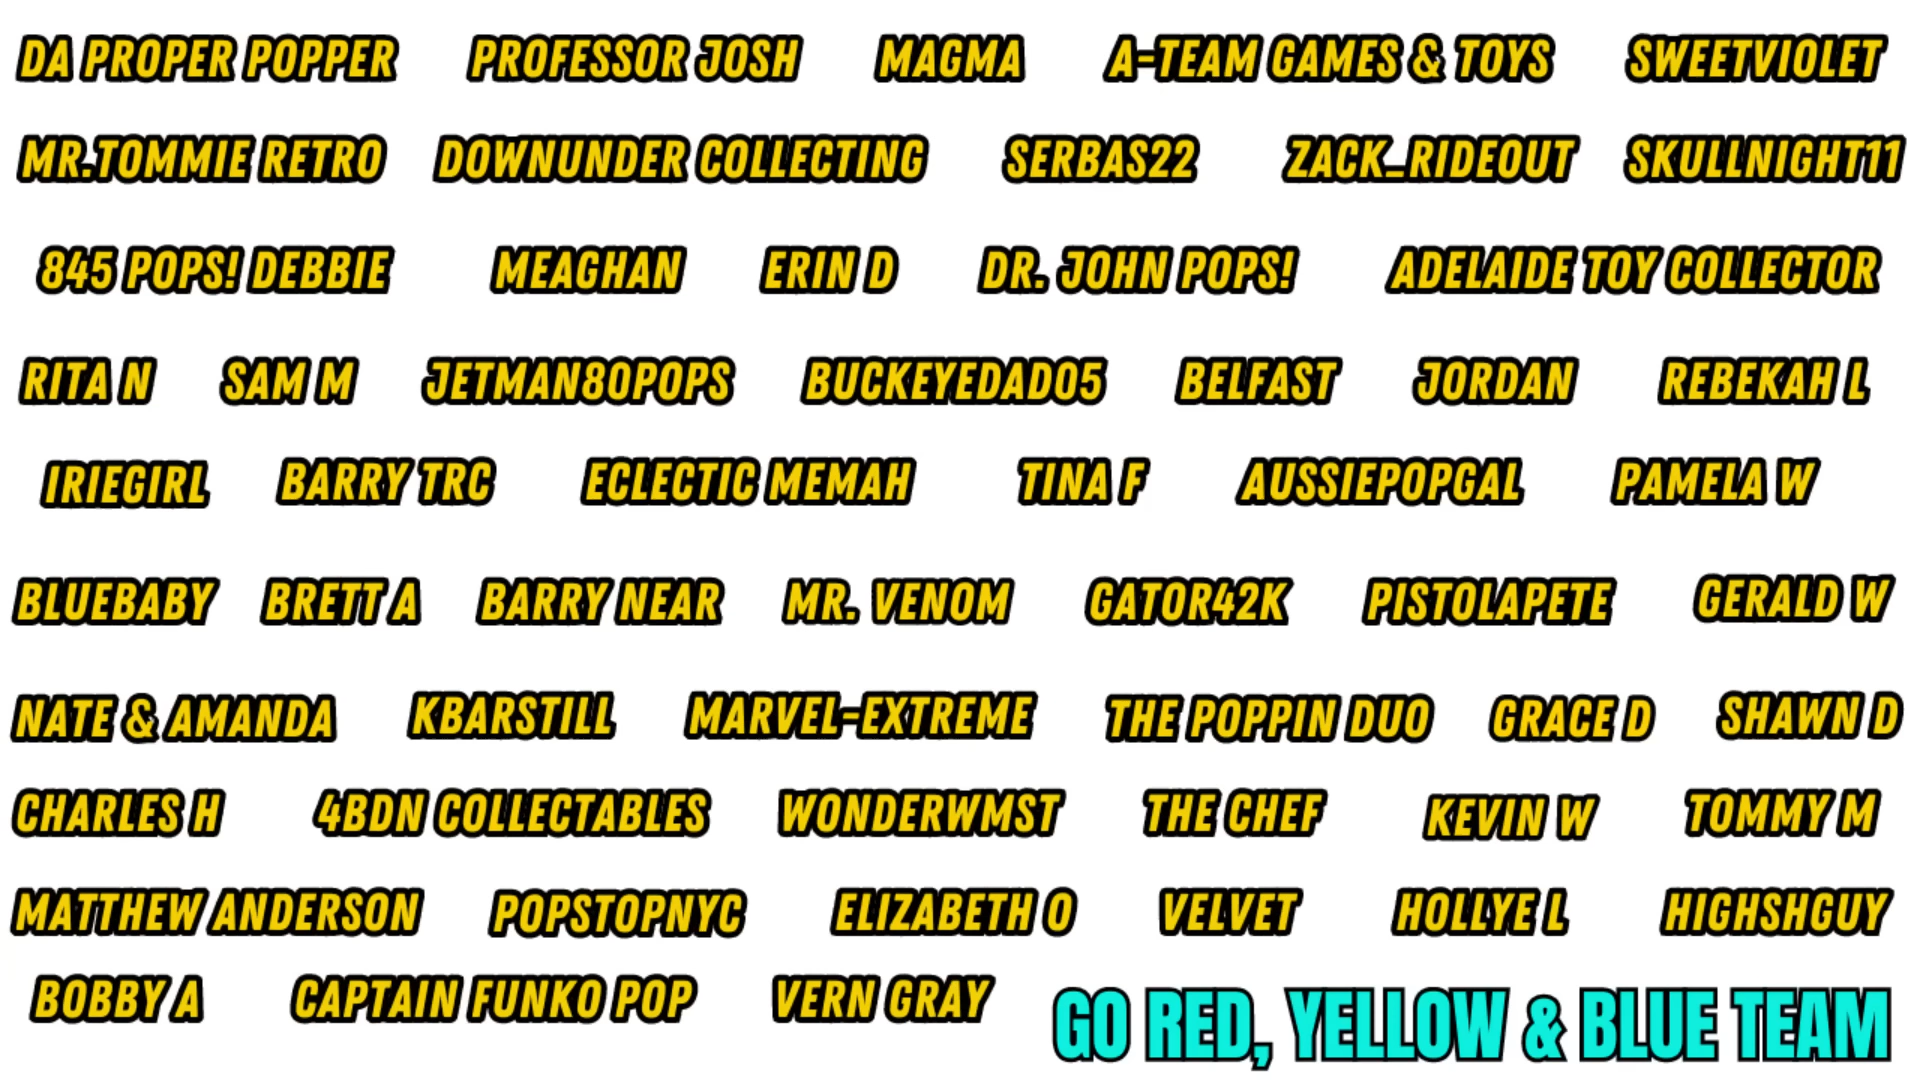 DA PROPER POPPER PROFESSOR JOSH MAGMA A-TEAM GAMES & TOYS SWEETVIOLET
MR.TOMMIE RETRO DOWNUNDER COLLECTING SERBAS22 ZACK_RIDEOUT SKULLNIGHT11
845 POPS! DEBBIE MEAGHAN ERIN D DR. JOHN POPS! ADELAIDE TOY COLLECTOR
RITA N SAM M JETMAN80POPS BUCKEYEDAD05 BELFAST JORDAN REBEKAH L
IRIEGIRL BARRY TRC ECLECTIC MEMAH TINA F AUSSIEPOPGAL PAMELA W
BLUEBABY BRETT A BARRY NEAR MR. VENOM GATOR42K PISTOLAPETE GERALD W
NATE & AMANDA KBARSTILL MARVEL-EXTREME THE POPPIN DUO GRACE D SHAWN D
CHARLES H 4BDN COLLECTABLES WONDERWMST THE CHEF KEVIN W TOMMY M
MATTHEW ANDERSON POPSTOPNYC ELIZABETH O VELVET HOLLYE L HIGHSHGUY
BOBBY A CAPTAIN FUNKO POP VERN GRAY GO RED, YELLOW & BLUE TEAM